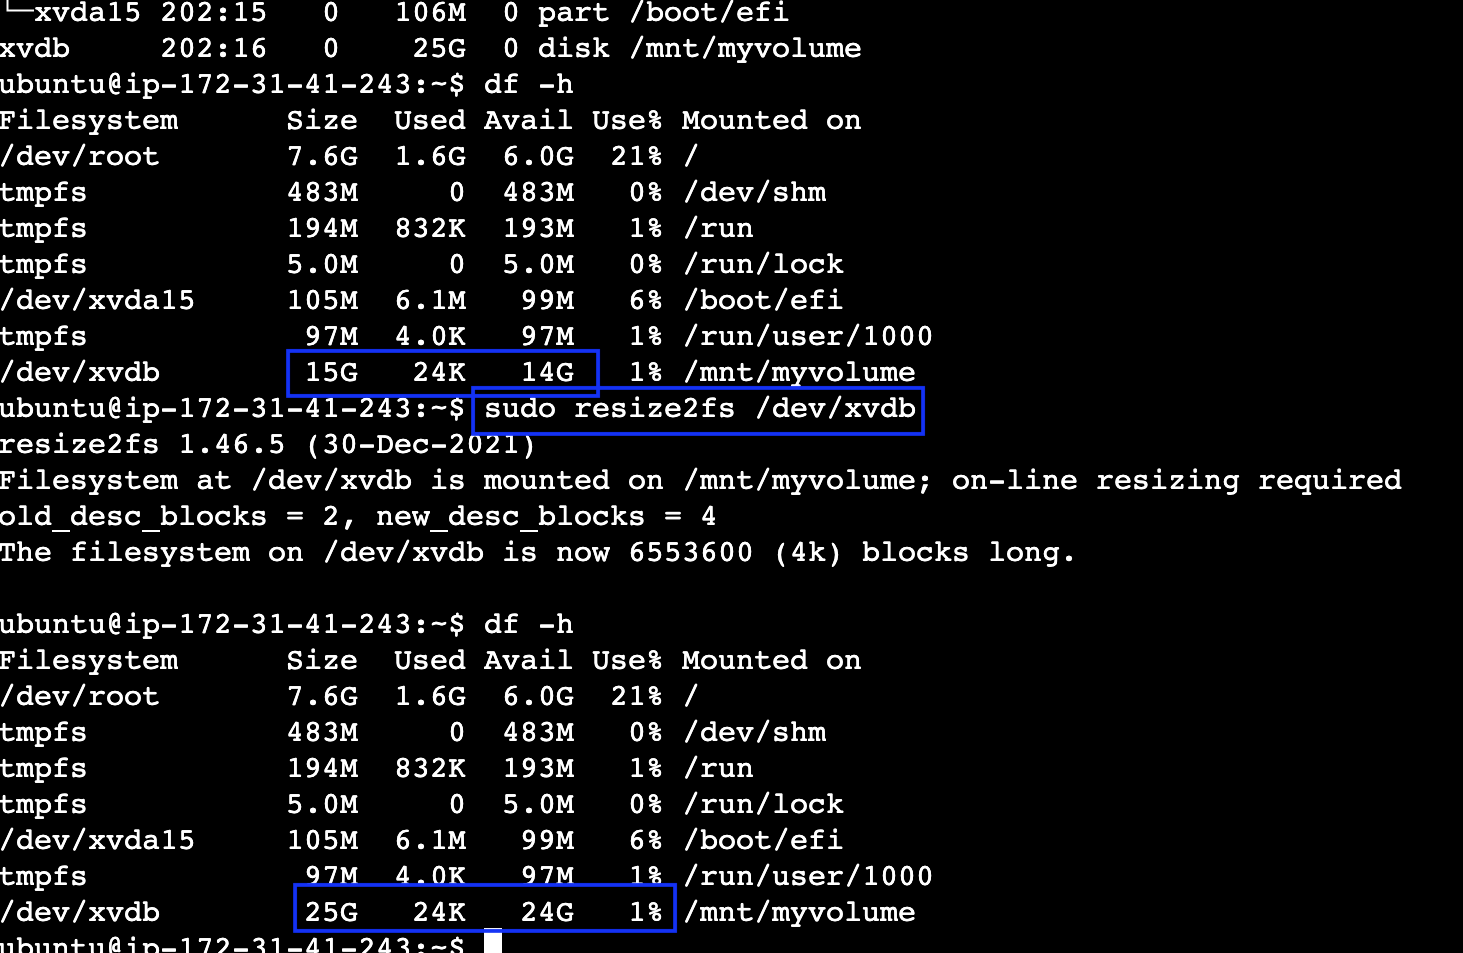 └─xvda15 202:15   0   106M  0 part /boot/efi
xvdb     202:16   0    25G  0 disk /mnt/myvolume
ubuntu@ip-172-31-41-243:~$ df -h
Filesystem      Size  Used Avail Use% Mounted on
/dev/root       7.6G  1.6G  6.0G  21% /
tmpfs           483M     0  483M   0% /dev/shm
tmpfs           194M  832K  193M   1% /run
tmpfs           5.0M     0  5.0M   0% /run/lock
/dev/xvda15     105M  6.1M   99M   6% /boot/efi
tmpfs            97M  4.0K   97M   1% /run/user/1000
/dev/xvdb        15G   24K   14G   1% /mnt/myvolume
ubuntu@ip-172-31-41-243:~$ sudo resize2fs /dev/xvdb
resize2fs 1.46.5 (30-Dec-2021)
Filesystem at /dev/xvdb is mounted on /mnt/myvolume; on-line resizing required
old_desc_blocks = 2, new_desc_blocks = 4
The filesystem on /dev/xvdb is now 6553600 (4k) blocks long.
ubuntu@ip-172-31-41-243:~$ df -h
Filesystem      Size  Used Avail Use% Mounted on
/dev/root       7.6G  1.6G  6.0G  21% /
tmpfs           483M     0  483M   0% /dev/shm
tmpfs           194M  832K  193M   1% /run
tmpfs           5.0M     0  5.0M   0% /run/lock
/dev/xvda15     105M  6.1M   99M   6% /boot/efi
tmpfs            97M  4.0K   97M   1% /run/user/1000
/dev/xvdb        25G   24K   24G   1% /mnt/myvolume
ubuntu@ip-172-31-41-243:~$